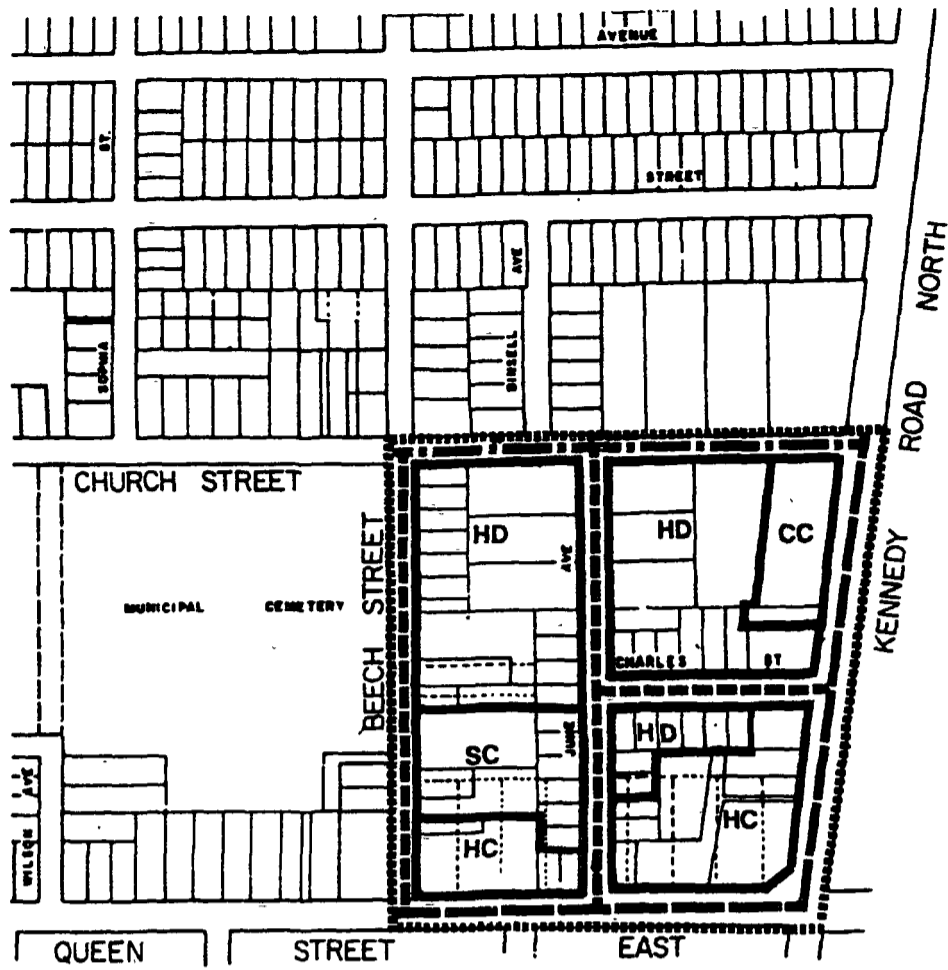 AVENUE
ST.
STREET
AVE
NORTH
SOPHIA
BINSELL
ROAD
CHURCH STREET
HD
HD
CC
AVE
BEECH STREET
MUNICIPAL CEMETERY
KENNEDY
CHARLES ST
HD
JUNE
SC
AVE
WILSON
HC
HC
QUEEN STREET EAST